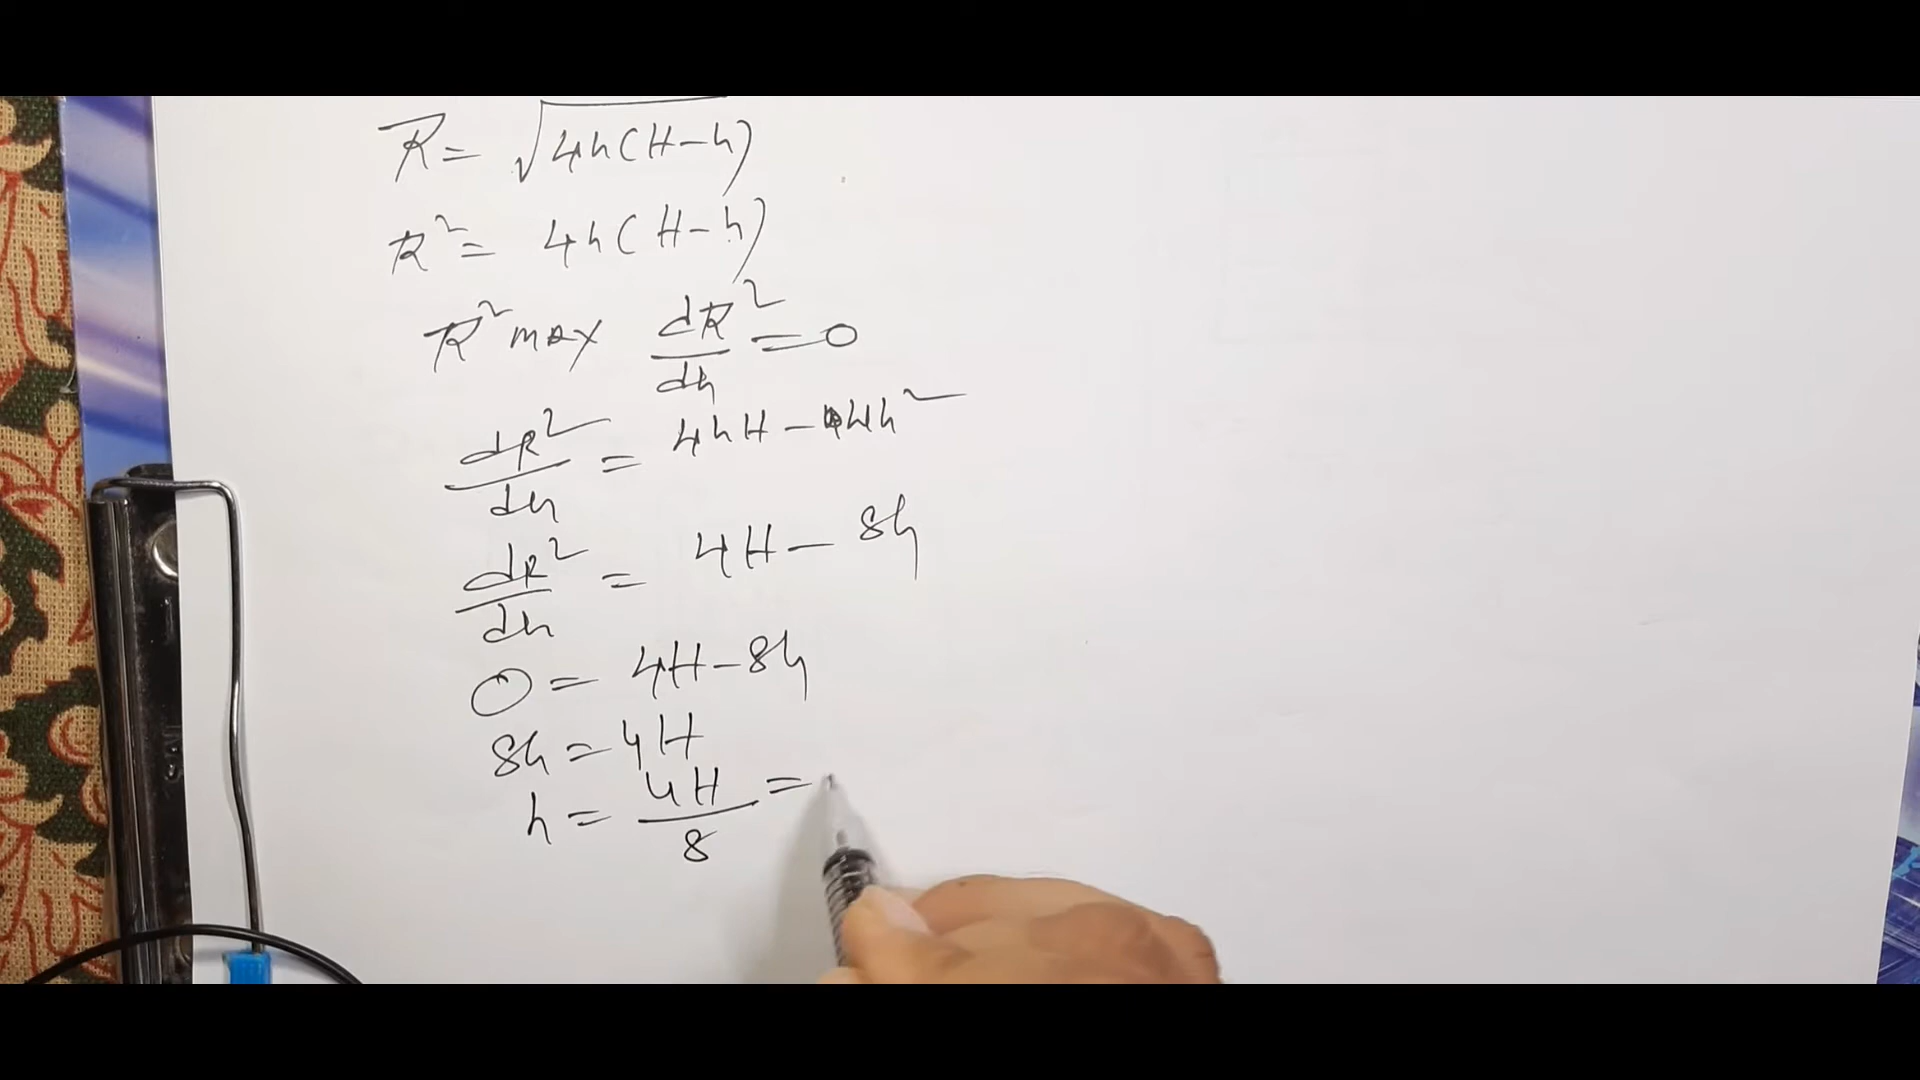 R = √4h(H-h)
R² = 4h(H-h)
R² max dR²/dh = 0
dR²/dh = 4hH - 4h²
dR²/dh = 4H - 8h
0 = 4H - 8h
8h = 4H
h = 4H/8 =